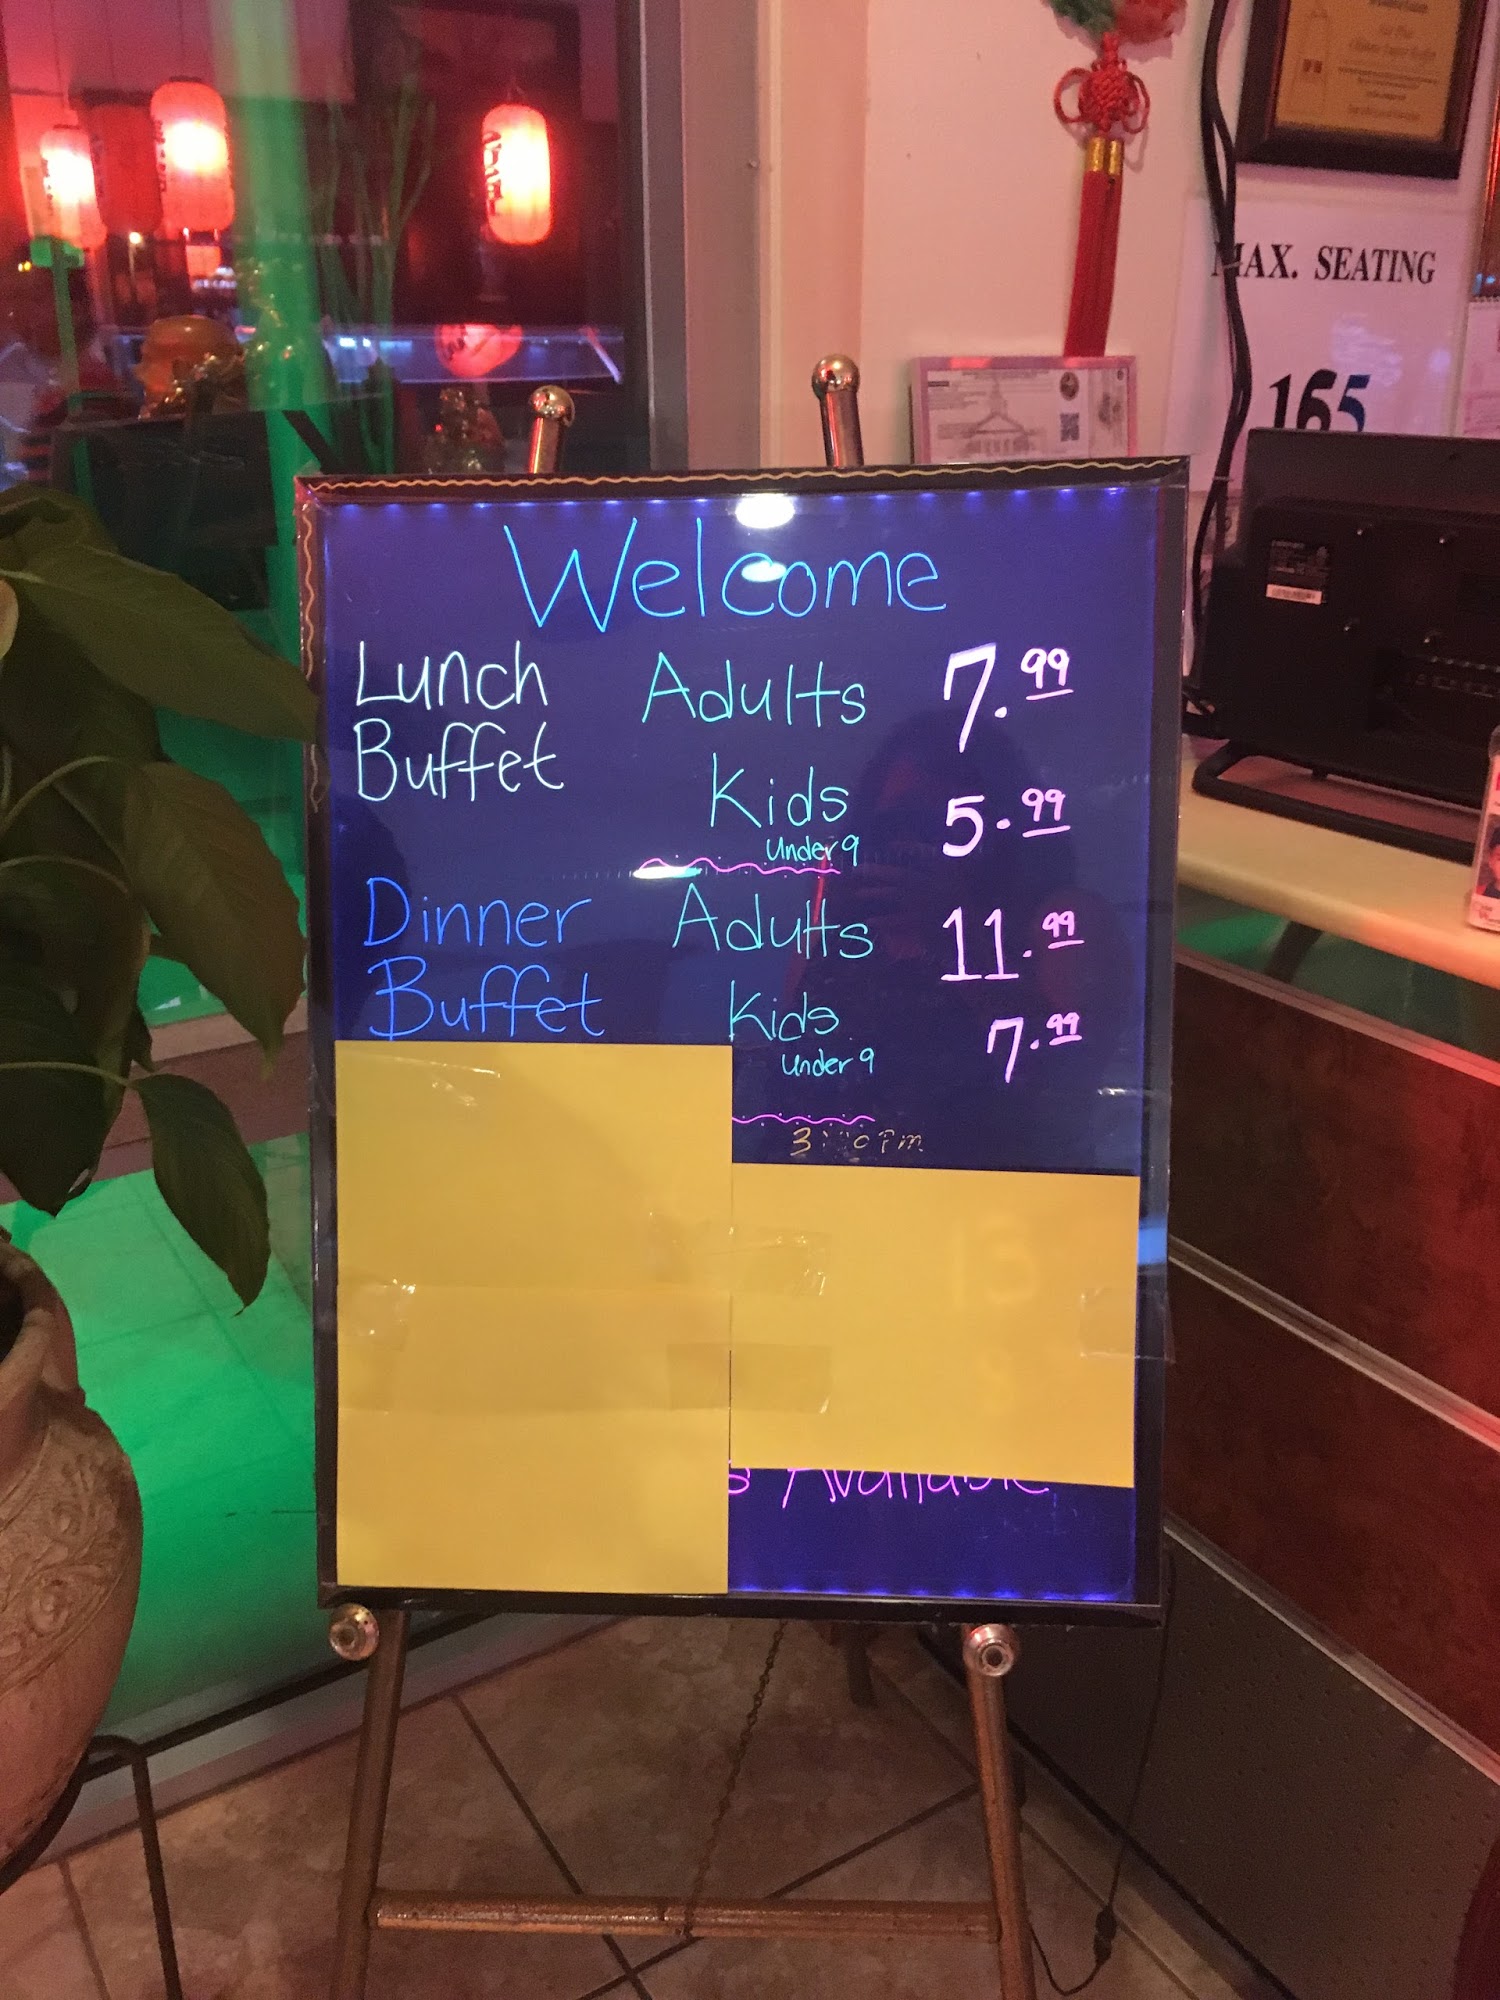 MAX. SEATING
165
Welcome
Lunch Adults 7.99
Buffet
Kids 5.99
Under 9
Dinner Adults 11.99
Buffet
Kids 7.99
Under 9
Available